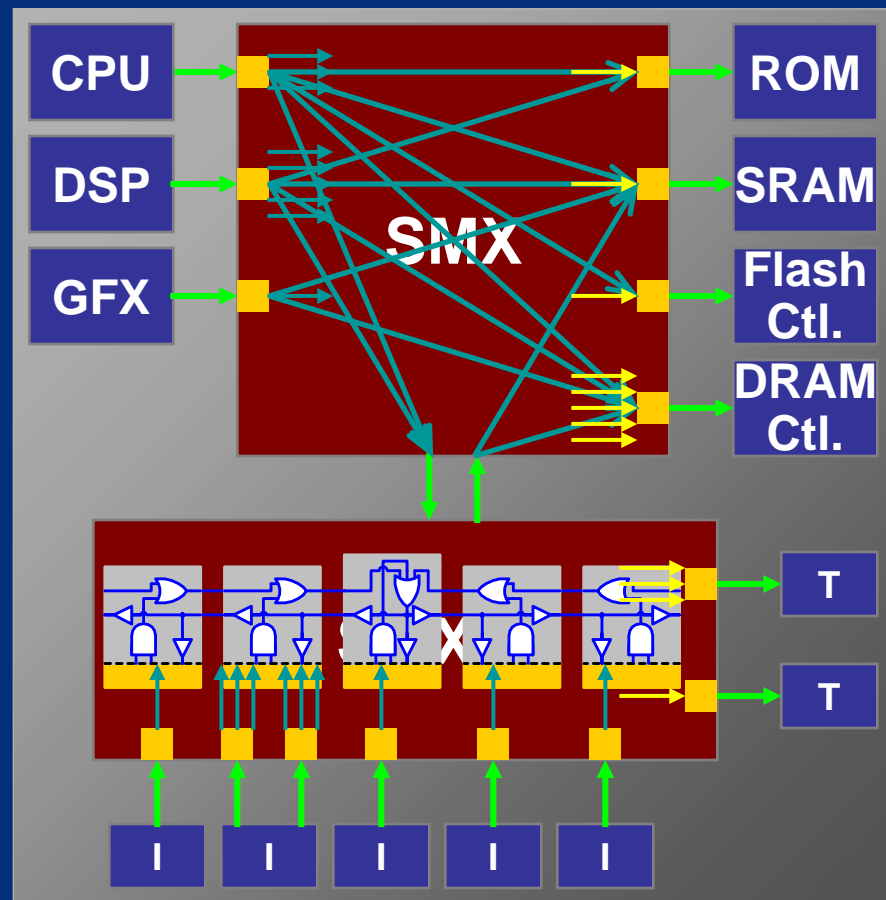 CPU
ROM
DSP
SRAM
SMX
GFX
Flash
Ctl.
DRAM
Ctl.
T
T
I
I
I
I
I